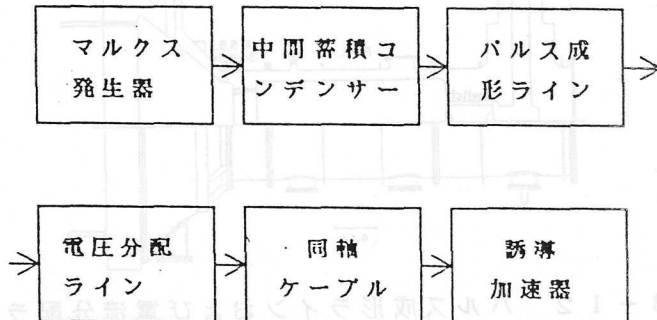 マルクス
発生器
中間蓄積コ
ンデンサー
パルス成
形ライン
電圧分配
ライン
同軸
ケーブル
誘導
加速器